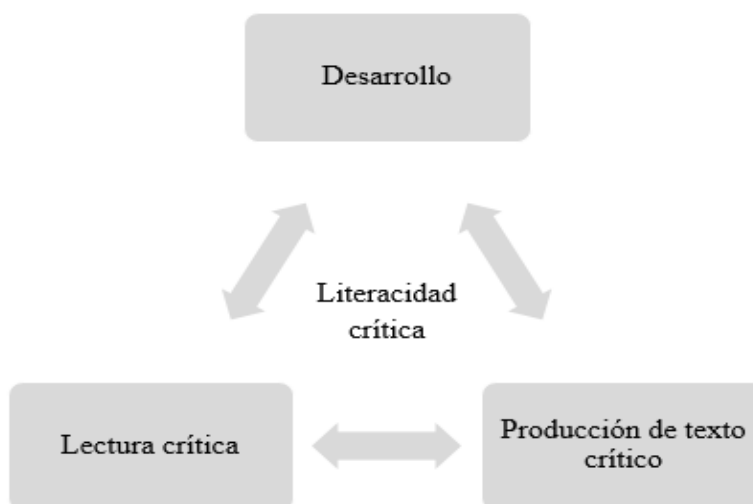 Desarrollo
Literacidad
crítica
Lectura crítica
Producción de texto
crítico